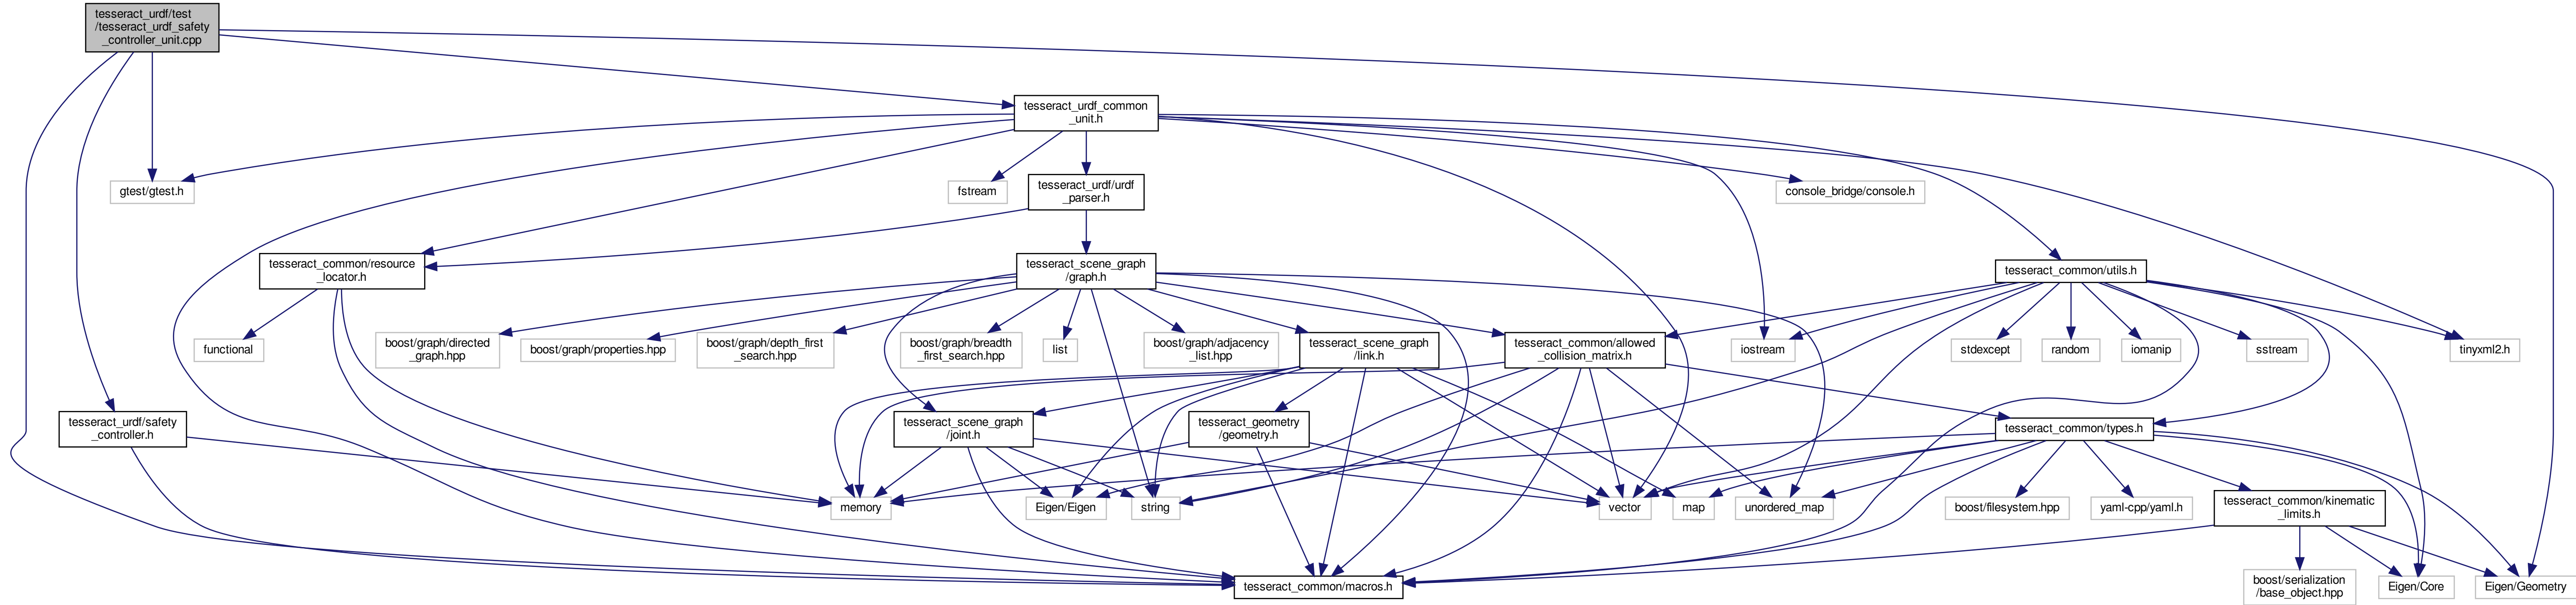 tesseract_urdf/test
/tesseract_urdf_safety
_controller_unit.cpp
tesseract_urdf_common
_unit.h
gtest/gtest.h
fstream
tesseract_urdf/urdf
_parser.h
console_bridge/console.h
tesseract_common/resource
_locator.h
tesseract_scene_graph
/graph.h
tesseract_common/utils.h
functional
boost/graph/directed
_graph.hpp
boost/graph/properties.hpp
boost/graph/depth_first
_search.hpp
boost/graph/breadth
_first_search.hpp
list
boost/graph/adjacency
_list.hpp
tesseract_scene_graph
/link.h
tesseract_common/allowed
_collision_matrix.h
iostream
stdexcept
random
iomanip
sstream
tinyxml2.h
tesseract_urdf/safety
_controller.h
tesseract_scene_graph
/joint.h
tesseract_geometry
/geometry.h
tesseract_common/types.h
memory
Eigen/Eigen
string
vector
map
unordered_map
boost/filesystem.hpp
yaml-cpp/yaml.h
tesseract_common/kinematic
_limits.h
tesseract_common/macros.h
boost/serialization
/base_object.hpp
Eigen/Core
Eigen/Geometry